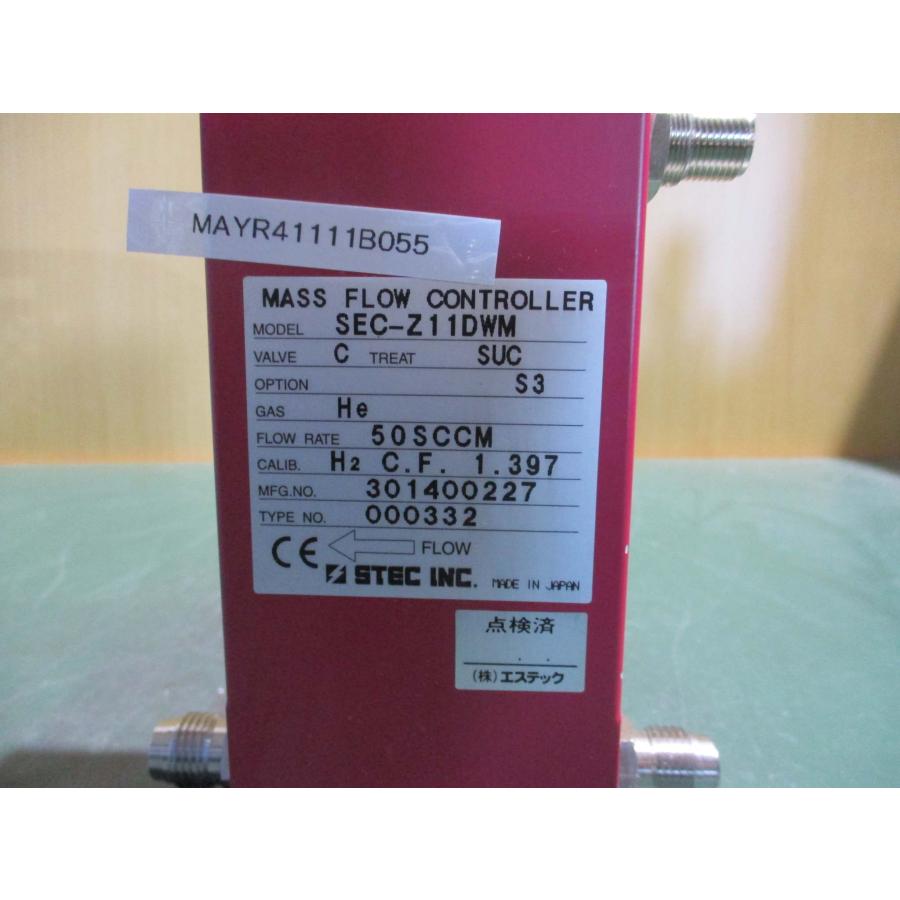 MAYR41111B055
MASS FLOW CONTROLLER
MODEL SEC-Z11DWM
VALVE C TREAT SUC
OPTION S3
GAS He
FLOW RATE 50SCCM
CALIB. H2 C.F. 1.397
MFG.NO. 301400227
TYPE NO. 000332
CE FLOW
STEC INC. MADE IN JAPAN
点検済
. .
(株)エステック